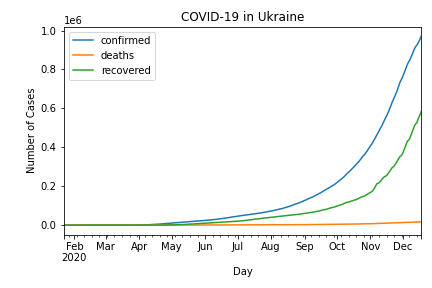 COVID-19 in Ukraine
1e6
confirmed
deaths
recovered
1.0
0.8
0.6
0.4
0.2
0.0
Number of Cases
Feb Mar Apr May Jun Jul Aug Sep Oct Nov Dec
2020
Day